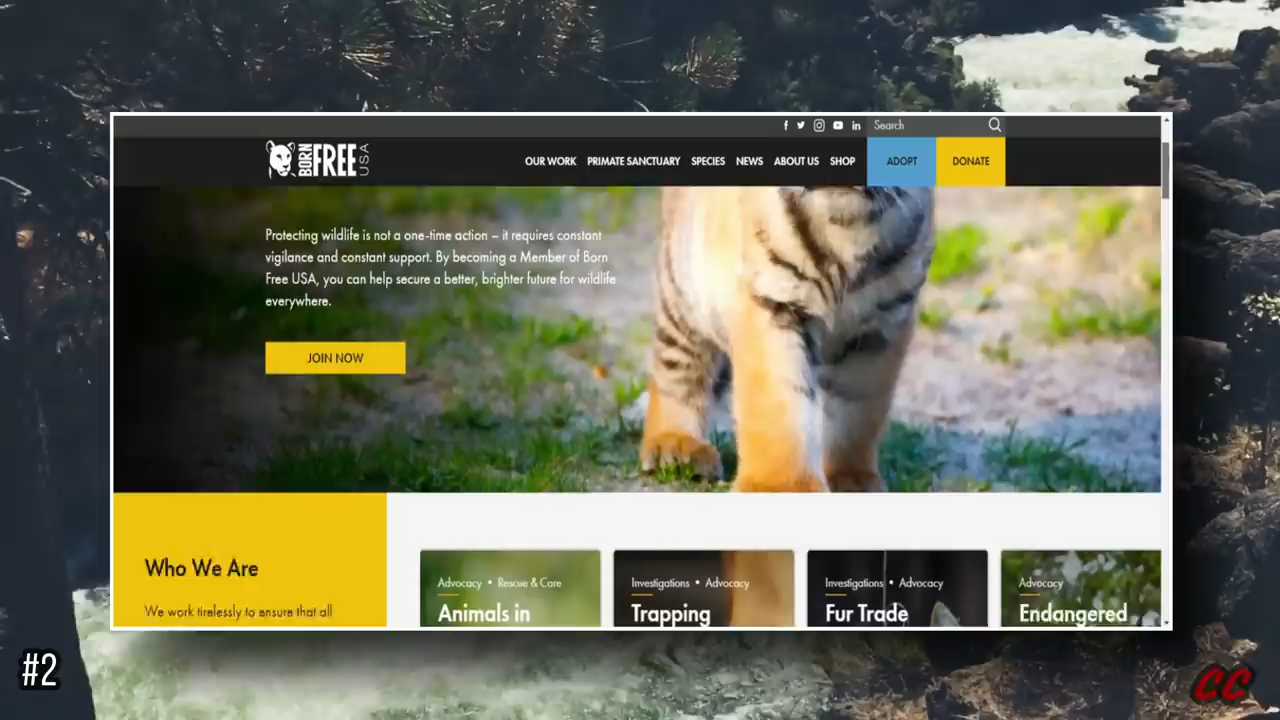 Search
BORN FREE USA
OUR WORK PRIMATE SANCTUARY SPECIES NEWS ABOUT US SHOP ADOPT DONATE
Protecting wildlife is not a one-time action – it requires constant
vigilance and constant support. By becoming a Member of Born
Free USA, you can help secure a better, brighter future for wildlife
everywhere.
JOIN NOW
Who We Are
We work tirelessly to ensure that all
Advocacy • Rescue & Care
Animals in
Investigations • Advocacy
Trapping
Investigations • Advocacy
Fur Trade
Advocacy
Endangered
#2
CC